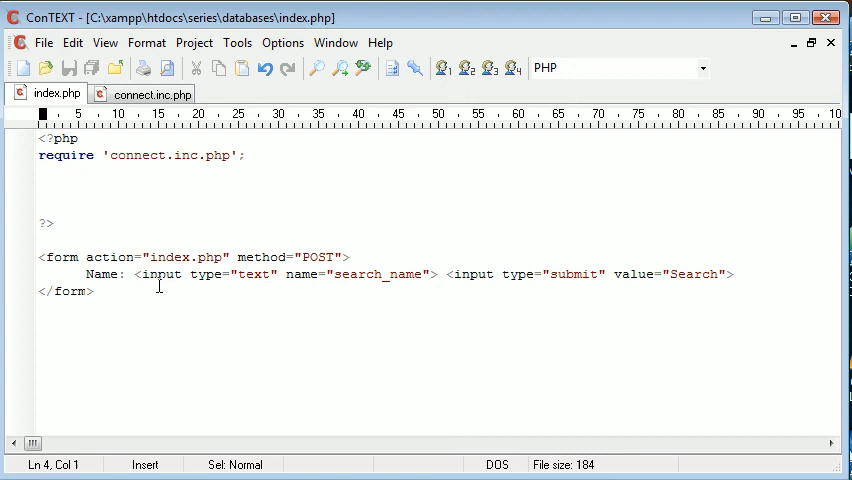 ConTEXT - [C:\xampp\htdocs\series\databases\index.php]
File Edit View Format Project Tools Options Window Help
1 2 3 4 PHP
index.php connect.inc.php
5 10 15 20 25 30 35 40 45 50 55 60 65 70 75 80 85 90 95 10
<?php
require 'connect.inc.php';
?>
<form action="index.php" method="POST">
Name: <input type="text" name="search_name"> <input type="submit" value="Search">
</form>
Ln 4, Col 1 Insert Sel: Normal DOS File size: 184